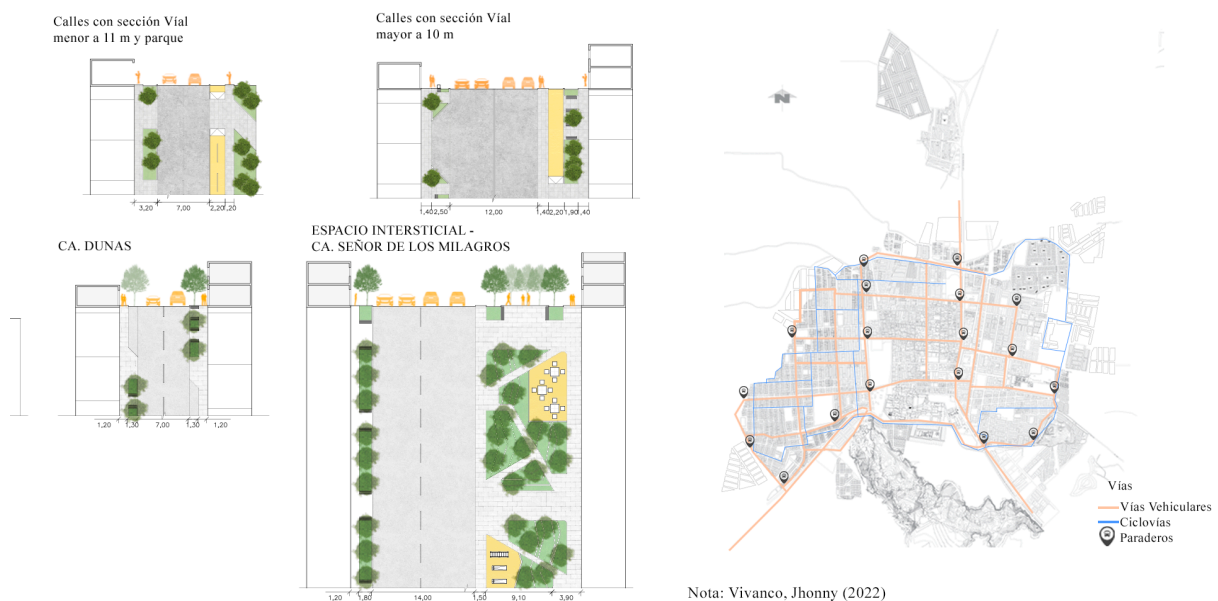 Calles con sección Víal
menor a 11 m y parque
3,20 7,00 2,20 1,20
Calles con sección Víal
mayor a 10 m
1,40 2,50 12,00 1,40 2,20 1,90 1,40
CA. DUNAS
1,20 1,30 7,00 1,30 1,20
ESPACIO INTERSTICIAL -
CA. SEÑOR DE LOS MILAGROS
1,20 1,80 14,00 1,50 9,10 3,90
N
Vías
Vías Vehiculares
Ciclovías
Paraderos
Nota: Vivanco, Jhonny (2022)